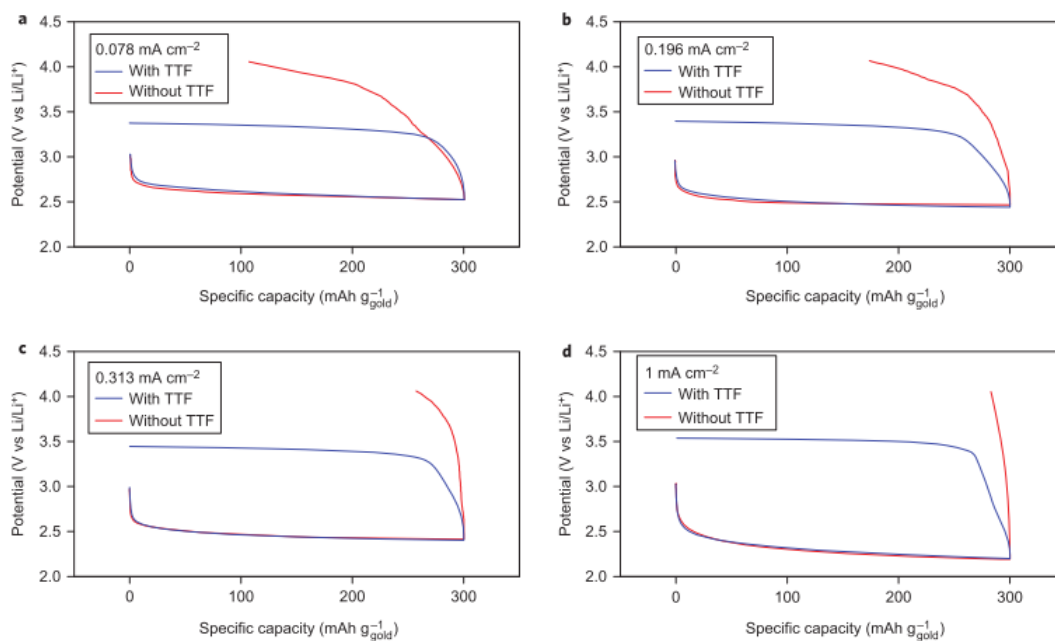 a
4.5
4.0
3.5
3.0
2.5
2.0
Potential (V vs Li/Li⁺)
0.078 mA cm⁻²
With TTF
Without TTF
0
100
200
300
Specific capacity (mAh g⁻¹gold)
b
4.5
4.0
3.5
3.0
2.5
2.0
Potential (V vs Li/Li⁺)
0.196 mA cm⁻²
With TTF
Without TTF
0
100
200
300
Specific capacity (mAh g⁻¹gold)
c
4.5
4.0
3.5
3.0
2.5
2.0
Potential (V vs Li/Li⁺)
0.313 mA cm⁻²
With TTF
Without TTF
0
100
200
300
Specific capacity (mAh g⁻¹gold)
d
4.5
4.0
3.5
3.0
2.5
2.0
Potential (V vs Li/Li⁺)
1 mA cm⁻²
With TTF
Without TTF
0
100
200
300
Specific capacity (mAh g⁻¹gold)